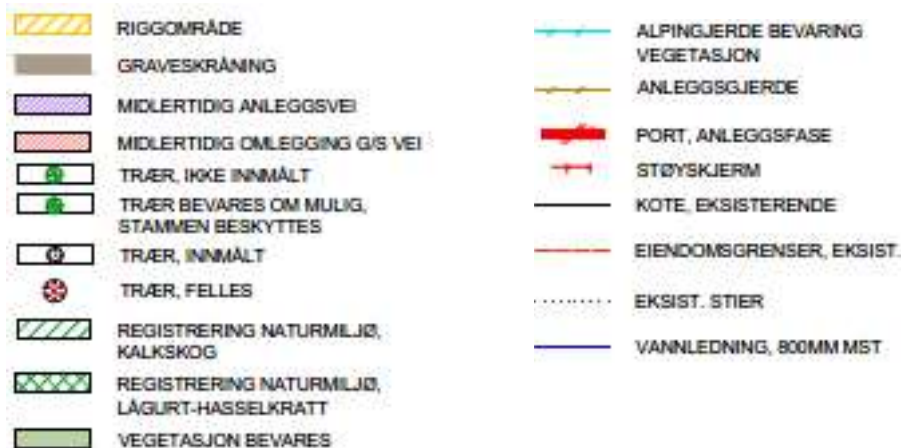 RIGGOMRÅDE
GRAVESKRÅNING
MIDLERTIDIG ANLEGGSVEI
MIDLERTIDIG OMLEGGING G/S VEI
TRÆR, IKKE INNMÅLT
TRÆR BEVARES OM MULIG,
STAMMEN BESKYTTES
TRÆR, INNMÅLT
TRÆR, FELLES
REGISTRERING NATURMILJØ,
KALKSKOG
REGISTRERING NATURMILJØ,
LÅGURT-HASSELKRATT
VEGETASJON BEVARES
ALPINGJERDE BEVARING
VEGETASJON
ANLEGGSGJERDE
PORT, ANLEGGSFASE
STØYSKJERM
KOTE, EKSISTERENDE
EIENDOMSGRENSER, EKSIST.
EKSIST. STIER
VANNLEDNING, 800MM MST